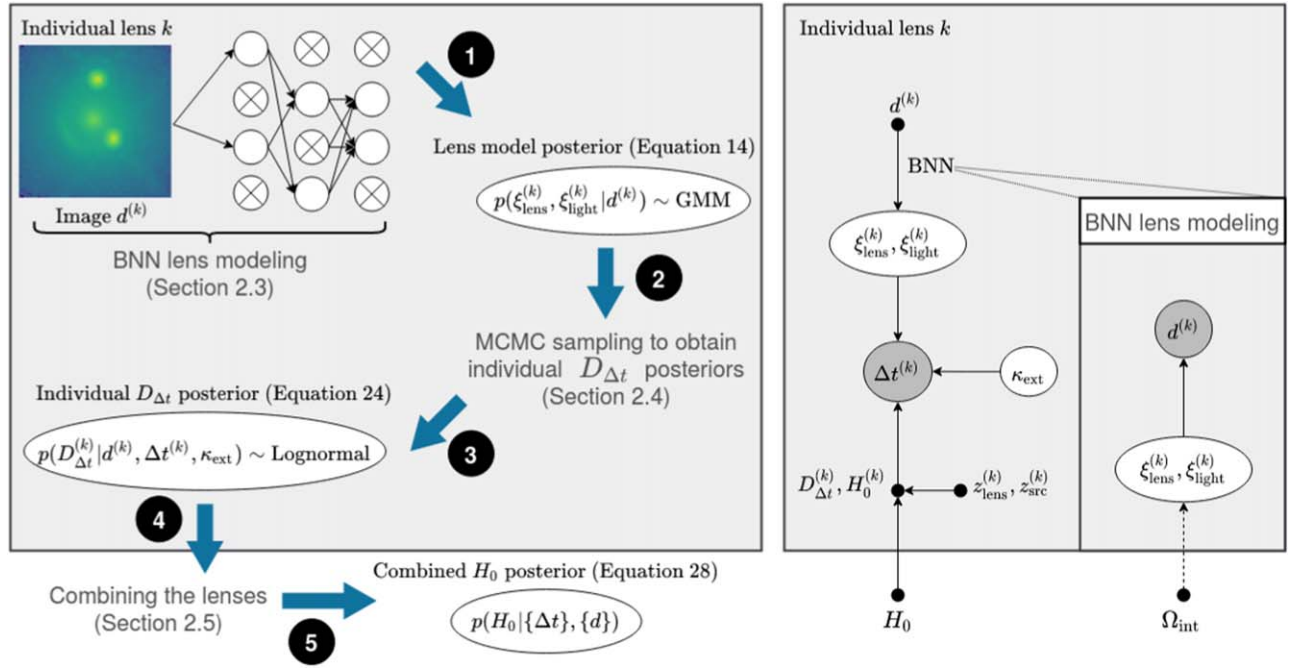 Individual lens k
1
Lens model posterior (Equation 14)
p(ξ_lens^(k), ξ_light^(k) | d^(k)) ∼ GMM
Image d^(k)
BNN lens modeling
(Section 2.3)
2
MCMC sampling to obtain
individual D_Δt posteriors
(Section 2.4)
3
Individual D_Δt posterior (Equation 24)
p(D_Δt^(k) | d^(k), Δt^(k), κ_ext) ∼ Lognormal
4
Combining the lenses
(Section 2.5)
5
Combined H_0 posterior (Equation 28)
p(H_0 | {Δt}, {d})
Individual lens k
d^(k)
BNN
ξ_lens^(k), ξ_light^(k)
Δt^(k)
κ_ext
D_Δt^(k), H_0^(k)
z_lens^(k), z_src^(k)
H_0
BNN lens modeling
d^(k)
ξ_lens^(k), ξ_light^(k)
Ω_int